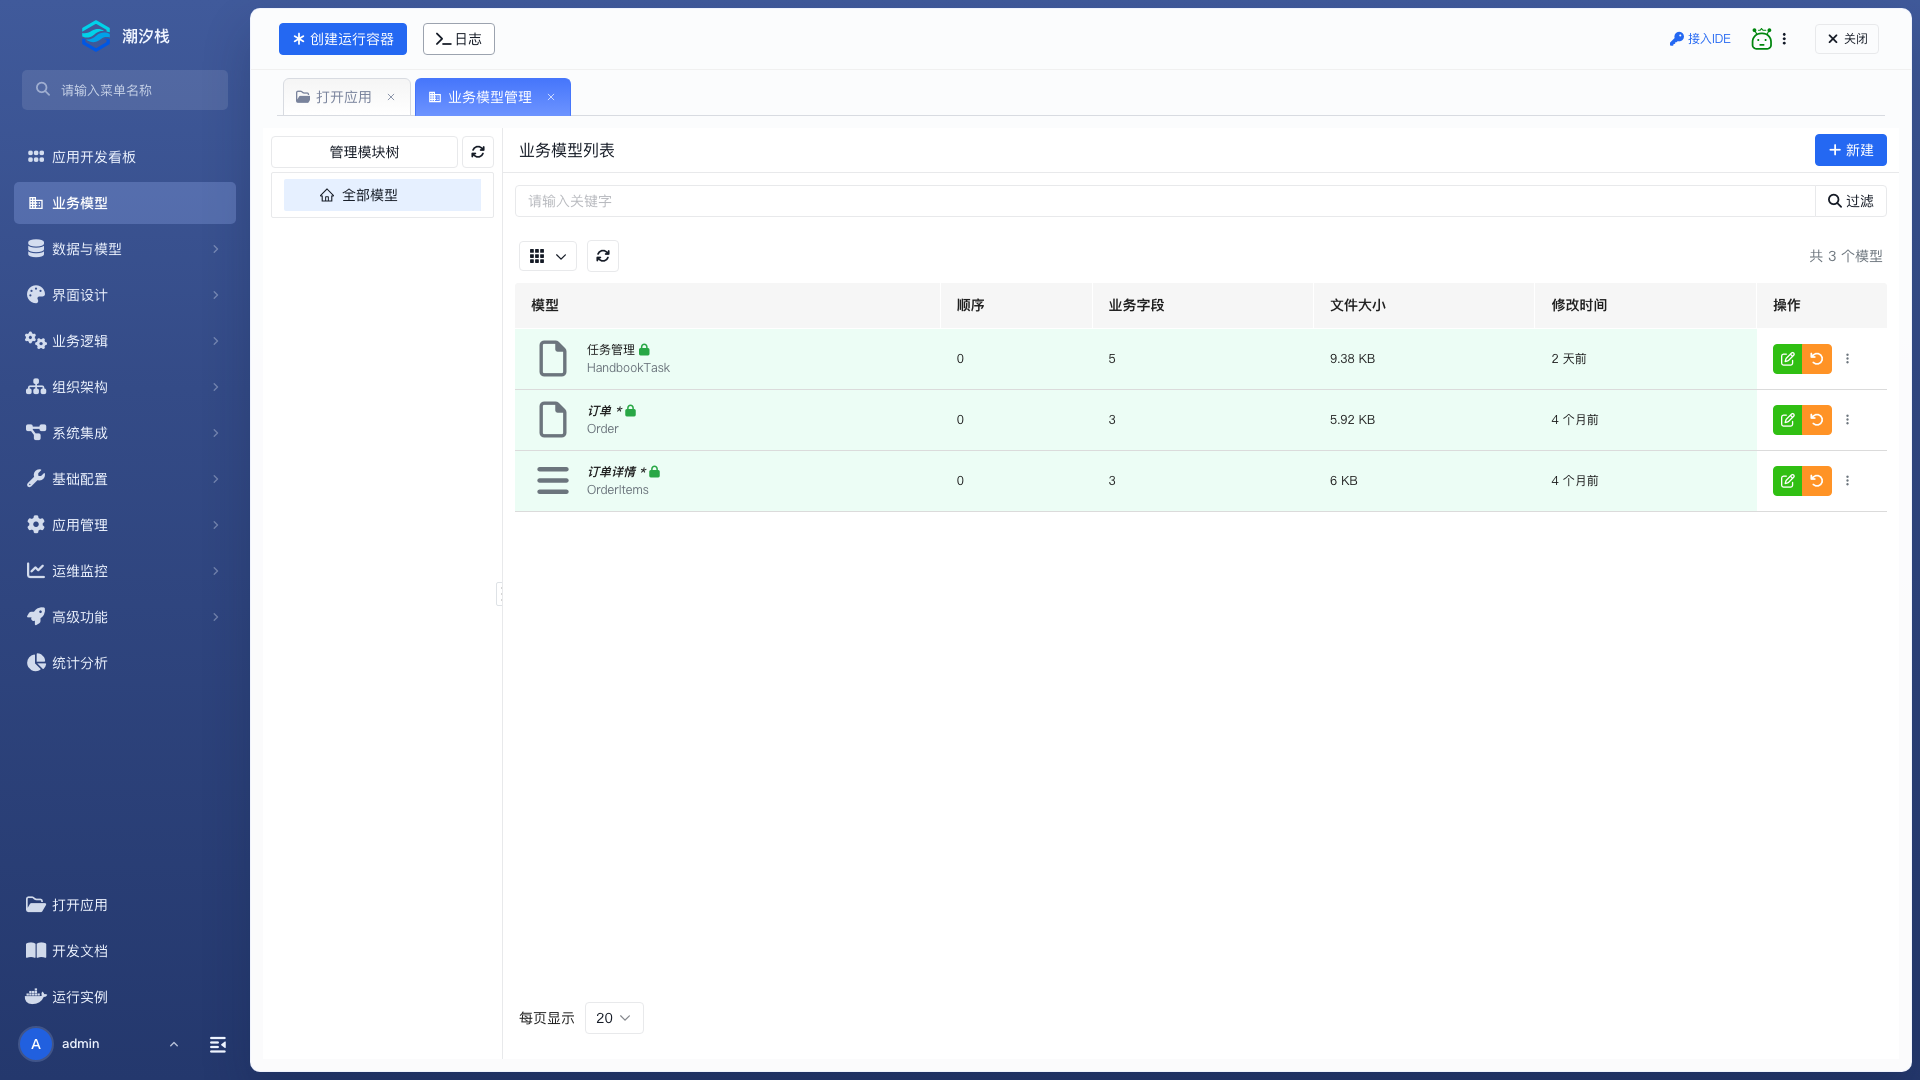 潮汐栈
请输入菜单名称
应用开发看板
业务模型
数据与模型
界面设计
业务逻辑
组织架构
系统集成
基础配置
应用管理
运维监控
高级功能
统计分析
打开应用
开发文档
运行实例
A admin
创建运行容器 日志 接入IDE 关闭
打开应用 业务模型管理
管理模块树
全部模型
业务模型列表 新建
请输入关键字 过滤
共 3 个模型
模型 顺序 业务字段 文件大小 修改时间 操作
任务管理 0 5 9.38 KB 2 天前
HandbookTask
订单 * 0 3 5.92 KB 4 个月前
Order
订单详情 * 0 3 6 KB 4 个月前
OrderItems
每页显示 20